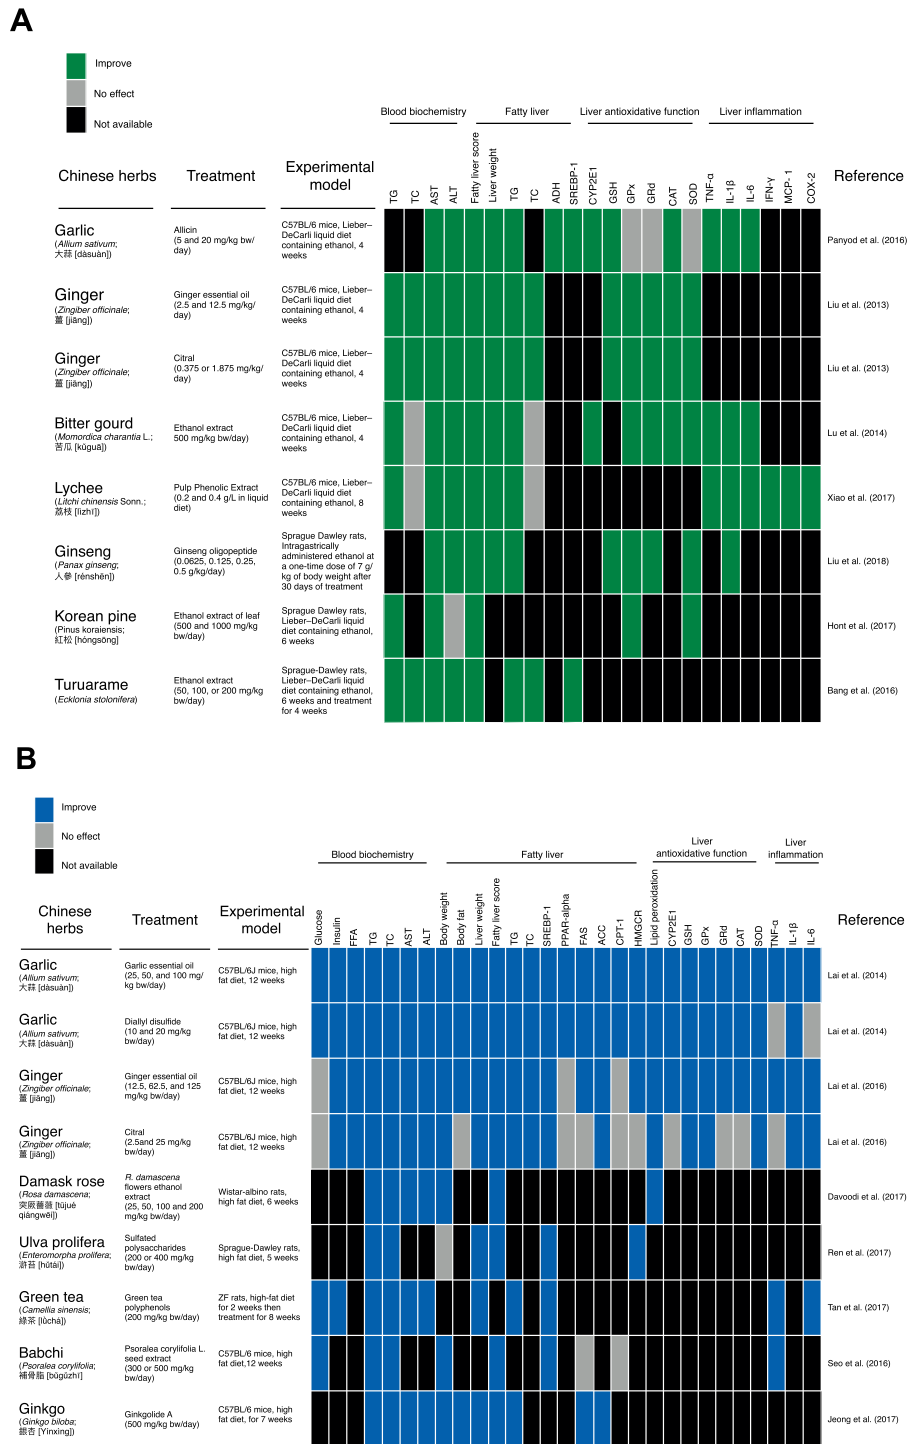 A
Improve
No effect
Not available
Blood biochemistry
Fatty liver
Liver antioxidative function
Liver inflammation
Chinese herbs
Treatment
Experimental
model
TG
TC
AST
ALT
Fatty liver score
Liver weight
TG
TC
ADH
SREBP-1
CYP2E1
GSH
GPx
GRd
CAT
SOD
TNF-α
IL-1β
IL-6
IFN-γ
MCP- 1
COX-2
Reference
Garlic
(Allium sativum;
大蒜 [dàsuàn])
Allicin
(5 and 20 mg/kg bw/
day)
C57BL/6 mice, Lieber–
DeCarli liquid diet
containing ethanol,
4 weeks
Panyod et al. (2016)
Ginger
(Zingiber officinale;
薑 [jiāng])
Ginger essential oil
(2.5 and 12.5 mg/kg/
day)
C57BL/6 mice, Lieber–
DeCarli liquid diet
containing ethanol, 4
weeks
Liu et al. (2013)
Ginger
(Zingiber officinale;
薑 [jiāng])
Citral
(0.375 or 1.875 mg/kg/
day)
C57BL/6 mice, Lieber–
DeCarli liquid diet
containing ethanol, 4
weeks
Liu et al. (2013)
Bitter gourd
(Momordica charantia L.;
苦瓜 [kǔguā])
Ethanol extract
500 mg/kg bw/day)
C57BL/6 mice, Lieber–
DeCarli liquid diet
containing ethanol, 4
weeks
Lu et al. (2014)
Lychee
(Litchi chinensis Sonn.;
荔枝 [lìzhī])
Pulp Phenolic Extract
(0.2 and 0.4 g/L in liquid
diet)
C57BL/6 mice, Lieber–
DeCarli liquid diet
containing ethanol, 8
weeks
Xiao et al. (2017)
Ginseng
(Panax ginseng;
人參 [rénshēn])
Ginseng oligopeptide
(0.0625, 0.125, 0.25,
0.5 g/kg/day)
Sprague Dawley rats,
Intragastrically
administered ethanol at
a one-time dose of 7 g/
kg of body weight after
30 days of treatment
Liu et al. (2018)
Korean pine
(Pinus koraiensis;
紅松 [hóngsōng]
Ethanol extract of leaf
(500 and 1000 mg/kg
bw/day)
Sprague Dawley rats,
Lieber–DeCarli liquid
diet containing ethanol,
6 weeks
Hont et al. (2017)
Turuarame
(Ecklonia stolonifera)
Ethanol extract
(50, 100, or 200 mg/kg
bw/day)
Sprague-Dawley rats,
Lieber–DeCarli liquid
diet containing ethanol,
6 weeks and treatment
for 4 weeks
Bang et al. (2016)
B
Improve
No effect
Not available
Blood biochemistry
Fatty liver
Liver
antioxidative function
Liver
inflammation
Chinese
herbs
Treatment
Experimental
model
Glucose
Insulin
FFA
TG
TC
AST
ALT
Body weight
Body fat
Liver weight
Fatty liver score
TG
TC
SREBP-1
PPAR-alpha
FAS
ACC
CPT-1
HMGCR
Lipid peroxidation
CYP2E1
GSH
GPx
GRd
CAT
SOD
TNF-α
IL-1β
IL-6
Reference
Garlic
(Allium sativum;
大蒜 [dàsuàn])
Garlic essential oil
(25, 50, and 100 mg/
kg bw/day)
C57BL/6J mice, high
fat diet, 12 weeks
Lai et al. (2014)
Garlic
(Allium sativum;
大蒜 [dàsuàn])
Diallyl disulfide
(10 and 20 mg/kg
bw/day)
C57BL/6J mice, high
fat diet, 12 weeks
Lai et al. (2014)
Ginger
(Zingiber officinale;
薑 [jiāng])
Ginger essential oil
(12.5, 62.5, and 125
mg/kg bw/day)
C57BL/6J mice, high
fat diet, 12 weeks
Lai et al. (2016)
Ginger
(Zingiber officinale;
薑 [jiāng])
Citral
(2.5and 25 mg/kg
bw/day)
C57BL/6J mice, high
fat diet, 12 weeks
Lai et al. (2016)
Damask rose
(Rosa damascena;
突厥薔薇 [tūjué
qiángwēi])
R. damascena
flowers ethanol
extract
(25, 50, 100 and 200
mg/kg bw/day)
Wistar-albino rats,
high fat diet, 6 weeks
Davoodi et al. (2017)
Ulva prolifera
(Enteromorpha prolifera;
滸苔 [hǔtái])
Sulfated
polysaccharides
(200 or 400 mg/kg
bw/day)
Sprague-Dawley rats,
high fat diet, 5 weeks
Ren et al. (2017)
Green tea
(Camellia sinensis;
綠茶 [lǜchá])
Green tea
polyphenols
(200 mg/kg bw/day)
ZF rats, high-fat diet
for 2 weeks then
treatment for 8 weeks
Tan et al. (2017)
Babchi
(Psoralea corylifolia;
補骨脂 [bǔgǔzhī]
Psoralea corylifolia L.
seed extract
(300 or 500 mg/kg
bw/day)
C57BL/6 mice, high
fat diet,12 weeks
Seo et al. (2016)
Ginkgo
(Ginkgo biloba;
銀杏 [Yínxìng])
Ginkgolide A
(500 mg/kg bw/day)
C57BL/6 mice, high
fat diet, for 7 weeks
Jeong et al. (2017)